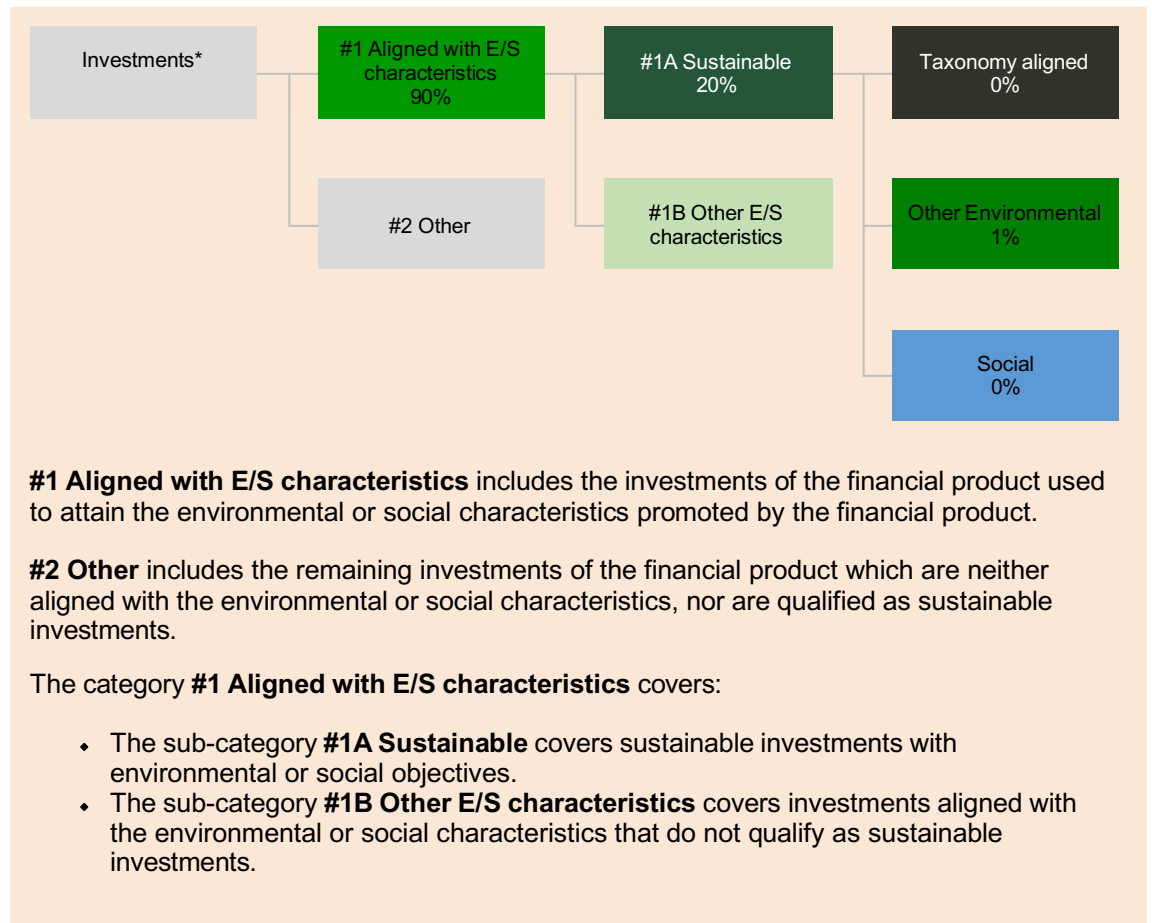 Investments*
#1 Aligned with E/S
characteristics
90%
#1A Sustainable
20%
Taxonomy aligned
0%
#2 Other
#1B Other E/S
characteristics
Other Environmental
1%
Social
0%
#1 Aligned with E/S characteristics includes the investments of the financial product used
to attain the environmental or social characteristics promoted by the financial product.
#2 Other includes the remaining investments of the financial product which are neither
aligned with the environmental or social characteristics, nor are qualified as sustainable
investments.
The category #1 Aligned with E/S characteristics covers:
⬥ The sub-category #1A Sustainable covers sustainable investments with
environmental or social objectives.
⬥ The sub-category #1B Other E/S characteristics covers investments aligned with
the environmental or social characteristics that do not qualify as sustainable
investments.